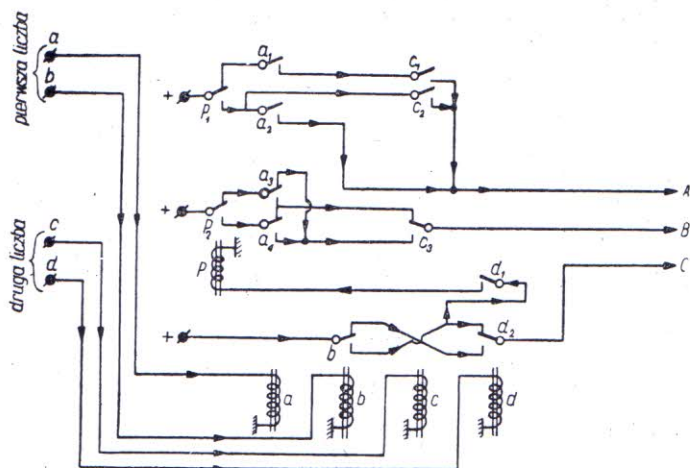 pierwsza liczba
a
b
druga liczba
c
d
+
p₁
a₁
a₂
c₁
c₂
A
+
p₂
a₃
a₄
c₃
B
p
d₁
C
+
b
d₂
a
b
c
d